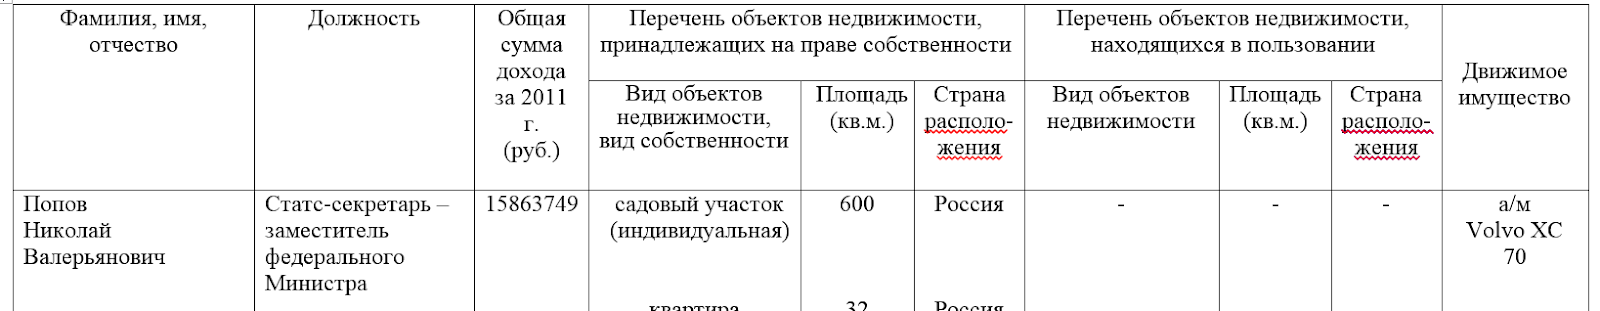 Фамилия, имя,
отчество
Должность
Общая
сумма
дохода
за 2011
г.
(руб.)
Перечень объектов недвижимости,
принадлежащих на праве собственности
Перечень объектов недвижимости,
находящихся в пользовании
Движимое
имущество
Вид объектов
недвижимости,
вид собственности
Площадь
(кв.м.)
Страна
располо-
жения
Вид объектов
недвижимости
Площадь
(кв.м.)
Страна
располо-
жения
Попов
Николай
Валерьянович
Статс-секретарь –
заместитель
федерального
Министра
15863749
садовый участок
(индивидуальная)
600
Россия
-
-
-
а/м
Volvo XC
70
квартира
32
Россия